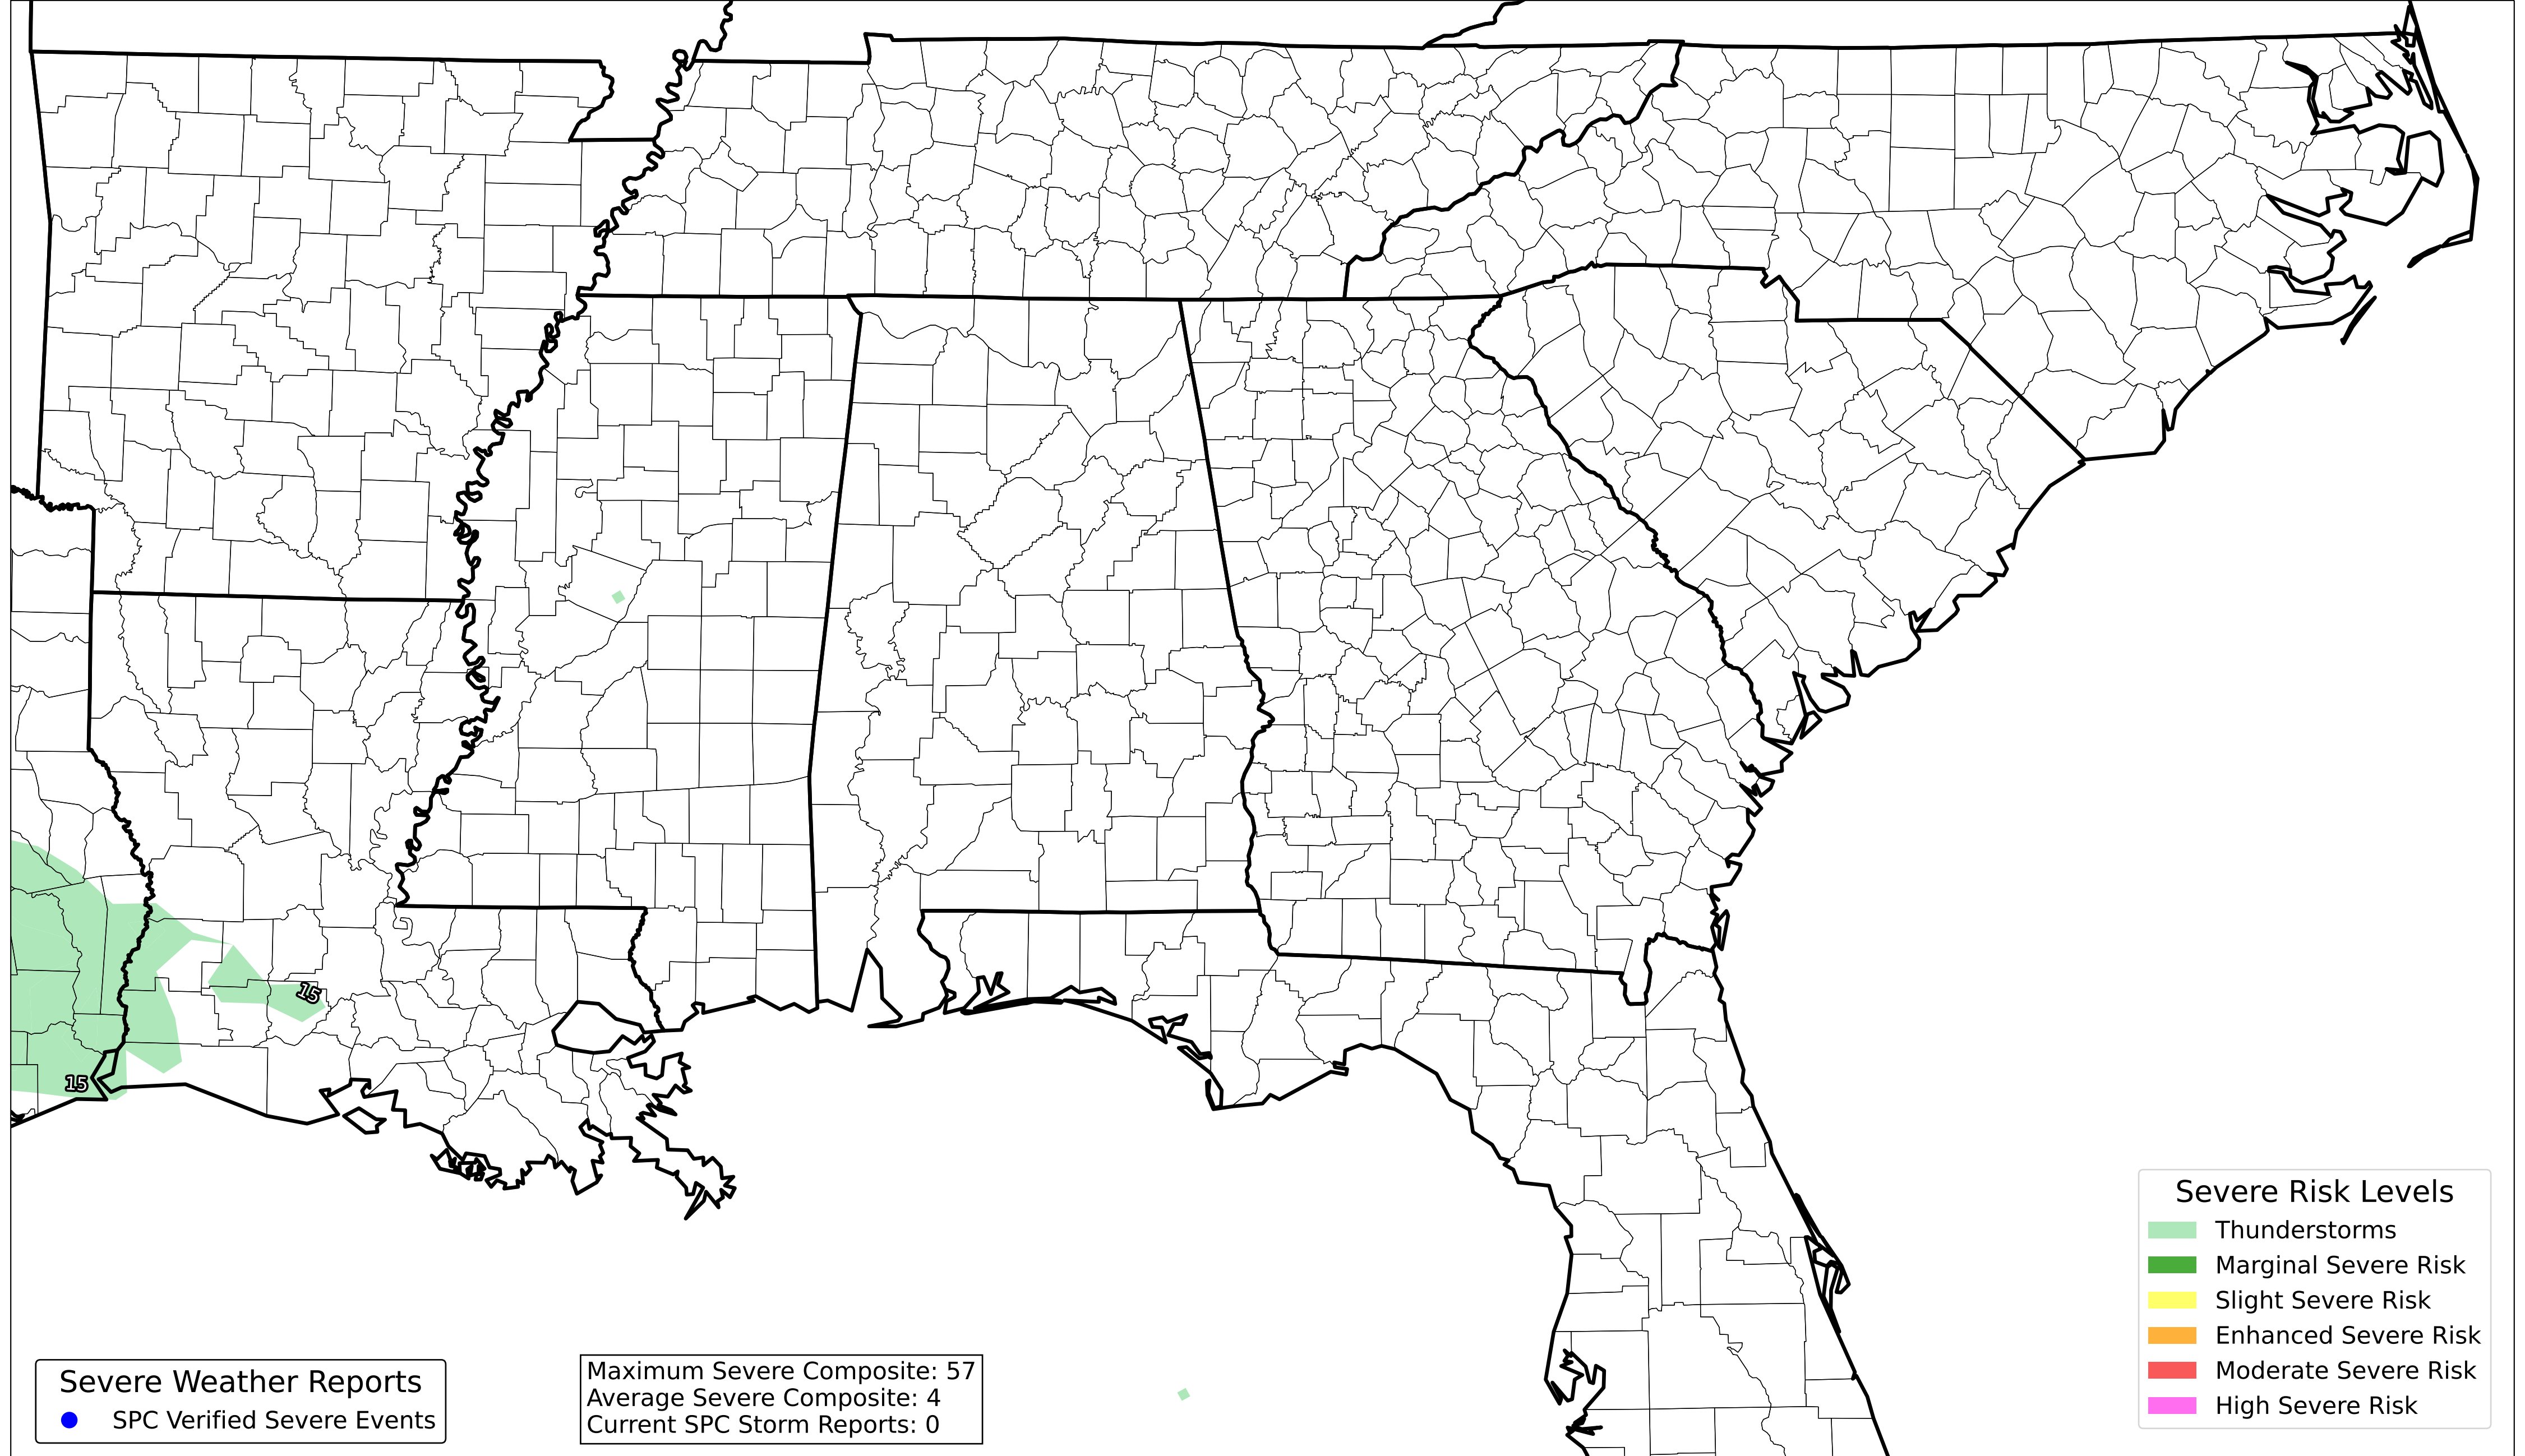 15
15
Severe Weather Reports
SPC Verified Severe Events
Maximum Severe Composite: 57
Average Severe Composite: 4
Current SPC Storm Reports: 0
Severe Risk Levels
Thunderstorms
Marginal Severe Risk
Slight Severe Risk
Enhanced Severe Risk
Moderate Severe Risk
High Severe Risk